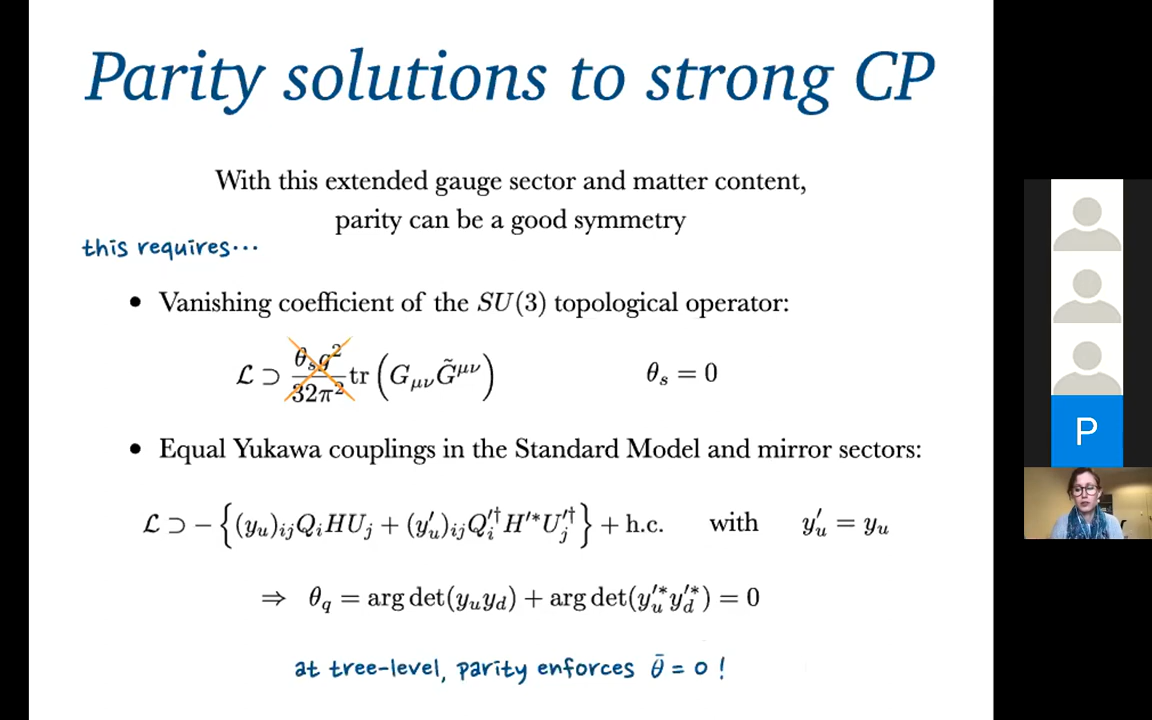 Parity solutions to strong CP
With this extended gauge sector and matter content,
parity can be a good symmetry
this requires...
• Vanishing coefficient of the SU(3) topological operator:
ℒ ⊃ θ_s g²/32π² tr(G_μν G̃^μν) θ_s = 0
• Equal Yukawa couplings in the Standard Model and mirror sectors:
ℒ ⊃ −{(y_u)_ij Q_i H U_j + (y′_u)_ij Q′_i^† H′* U′_j^†} + h.c. with y′_u = y_u
⇒ θ_q = arg det(y_u y_d) + arg det(y′_u* y′_d*) = 0
at tree-level, parity enforces θ̄ = 0 !
P